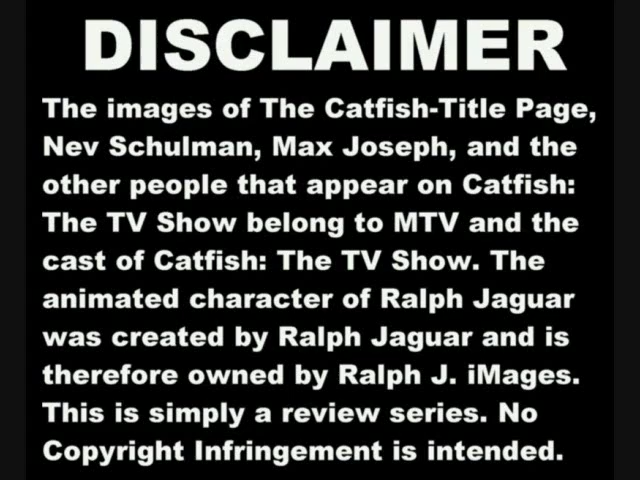 DISCLAIMER
The images of The Catfish-Title Page,
Nev Schulman, Max Joseph, and the
other people that appear on Catfish:
The TV Show belong to MTV and the
cast of Catfish: The TV Show. The
animated character of Ralph Jaguar
was created by Ralph Jaguar and is
therefore owned by Ralph J. iMages.
This is simply a review series. No
Copyright Infringement is intended.